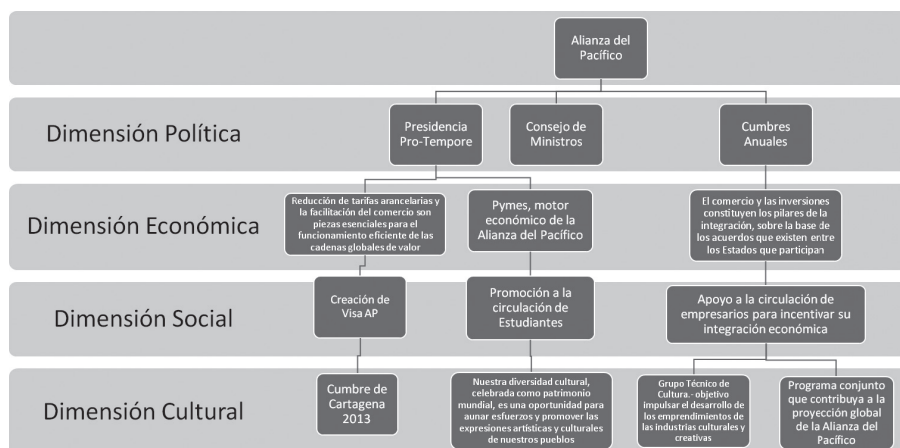 Alianza del
Pacífico
Dimensión Política
Presidencia
Pro-Tempore
Consejo de
Ministros
Cumbres
Anuales
Dimensión Económica
Reducción de tarifas arancelarias y
la facilitación del comercio son
piezas esenciales para el
funcionamiento eficiente de las
cadenas globales de valor
Pymes, motor
económico de la
Alianza del Pacífico
El comercio y las inversiones
constituyen los pilares de la
integración, sobre la base de
los acuerdos que existen entre
los Estados que participan
Dimensión Social
Creación de
Visa AP
Promoción a la
circulación de
Estudiantes
Apoyo a la circulación de
empresarios para incentivar su
integración económica
Dimensión Cultural
Cumbre de
Cartagena
2013
Nuestra diversidad cultural,
celebrada como patrimonio
mundial, es una oportunidad para
aunar esfuerzos y promover las
expresiones artísticas y culturales
de nuestros pueblos
Grupo Técnico de
Cultura.- objetivo
impulsar el desarrollo de
los emprendimientos de
las industrias culturales y
creativas
Programa conjunto
que contribuya a la
proyección global
de la Alianza del
Pacífico